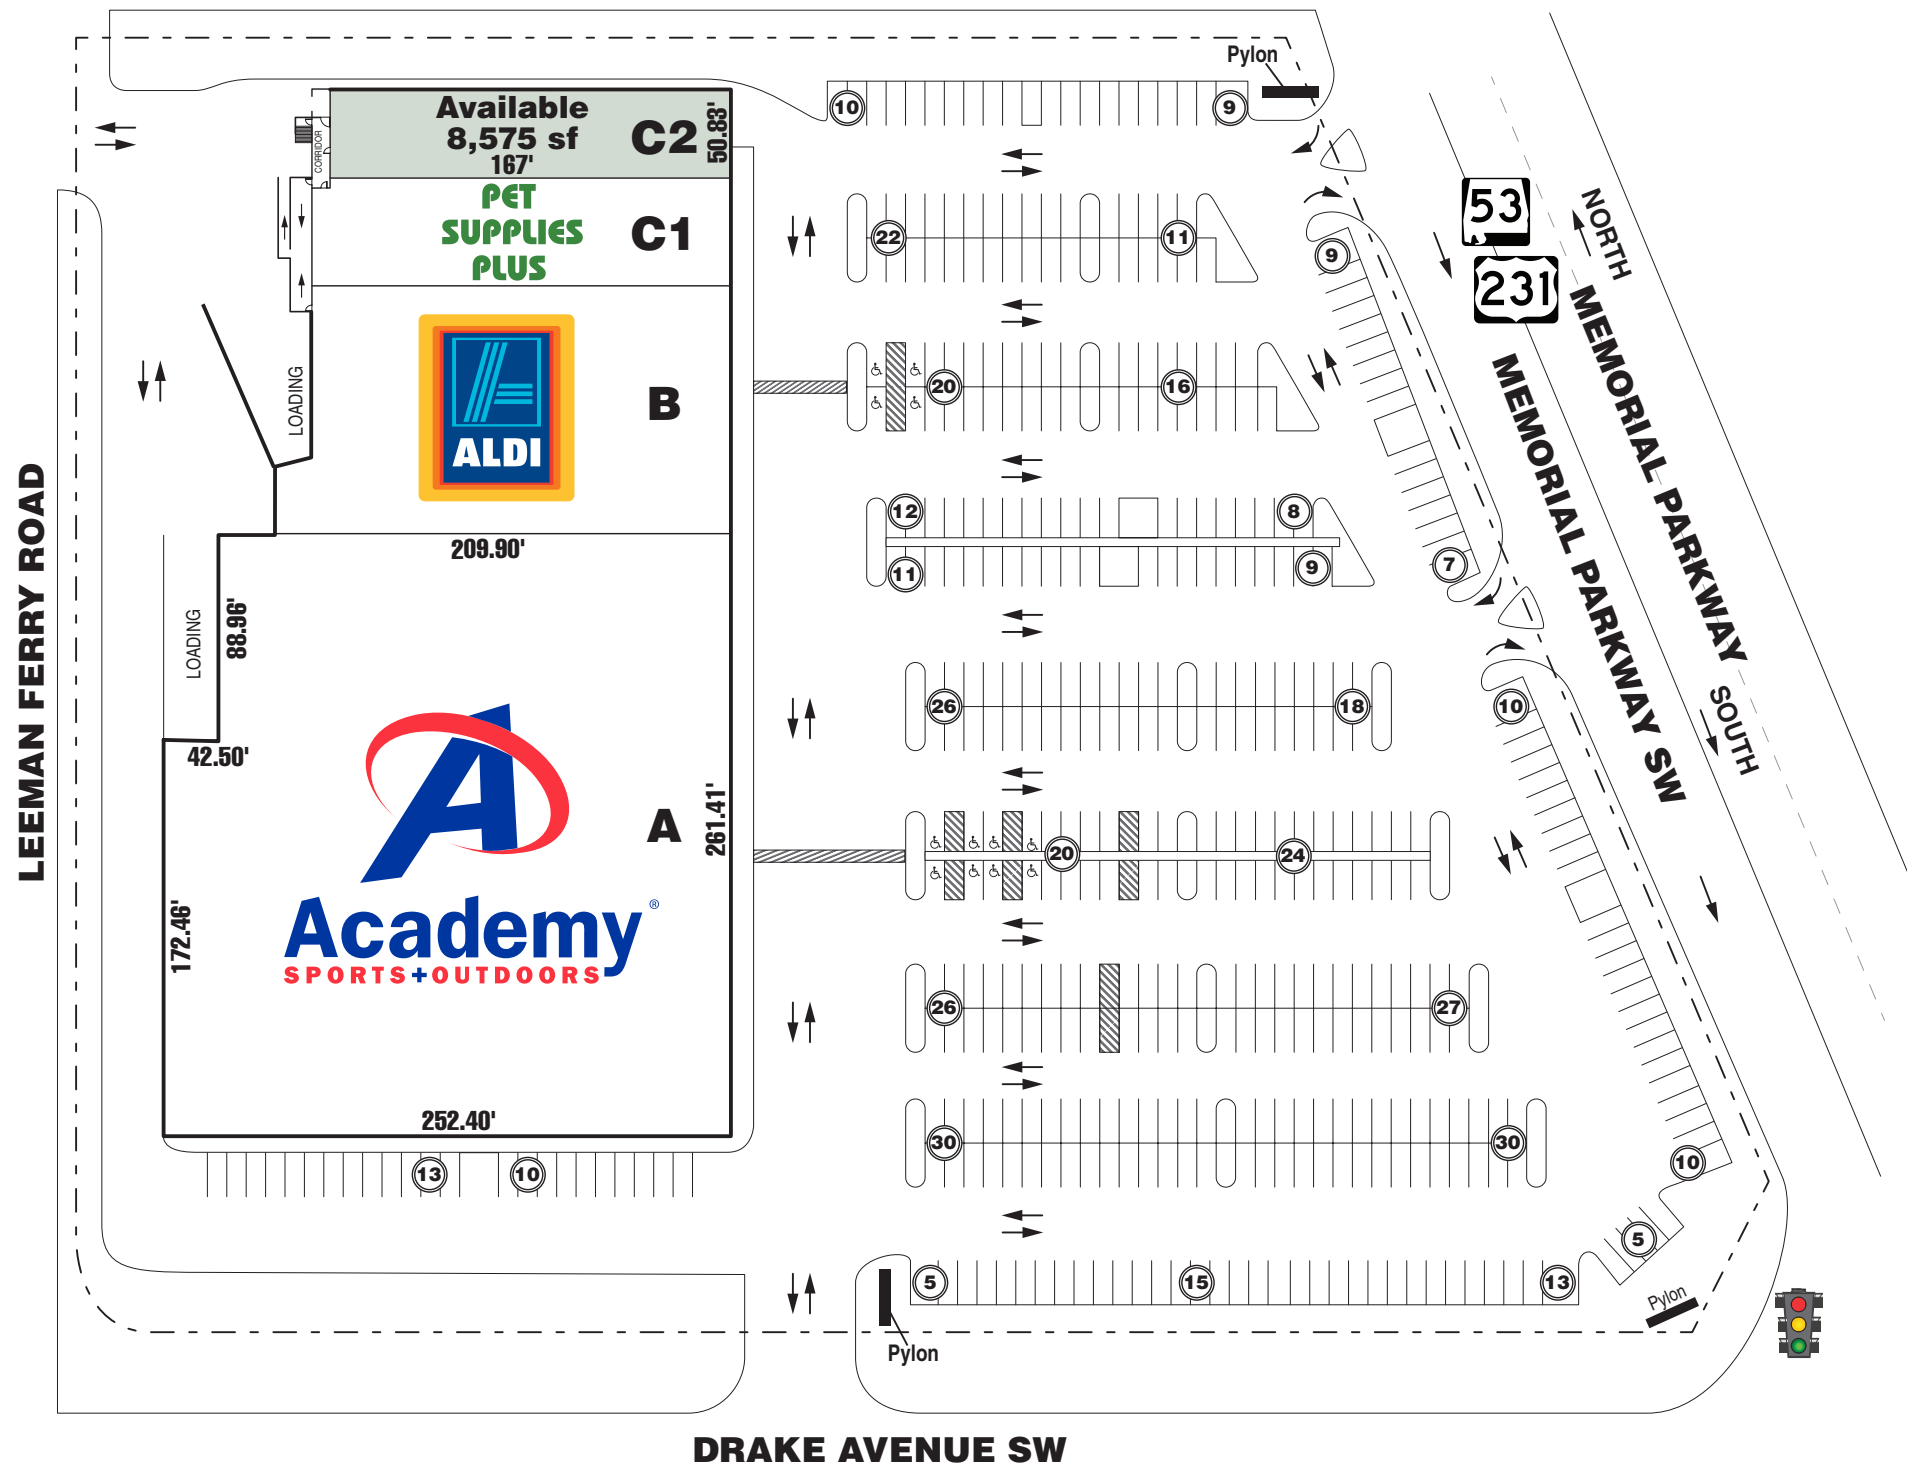 Pylon
Available
8,575 sf
167'
C2
50.83'
CORRIDOR
10
9
PET
SUPPLIES
PLUS
C1
22
11
9
53
231
NORTH
MEMORIAL PARKWAY
SOUTH
MEMORIAL PARKWAY SW
LOADING
ALDI
B
20
16
12
8
11
9
7
209.90'
LOADING
88.96'
42.50'
LEEMAN FERRY ROAD
26
18
10
A
261.41'
172.46'
Academy®
SPORTS+OUTDOORS
20
24
26
27
252.40'
30
30
10
13
10
5
5
15
13
Pylon
Pylon
DRAKE AVENUE SW